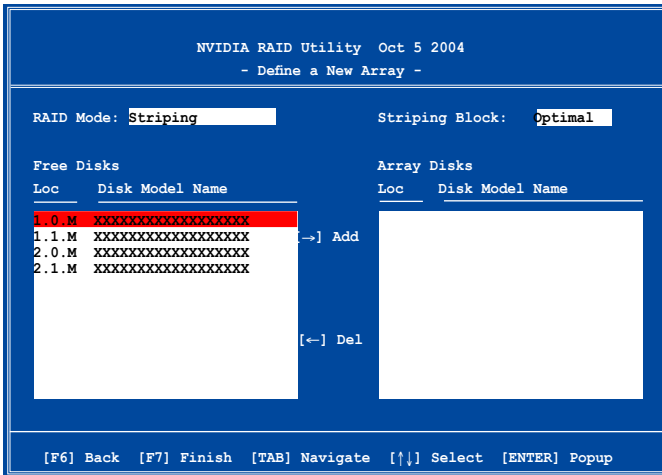 NVIDIA RAID Utility Oct 5 2004
- Define a New Array -
RAID Mode: Striping
Striping Block: Optimal
Free Disks
Loc Disk Model Name
1.0.M XXXXXXXXXXXXXXXXXX
1.1.M XXXXXXXXXXXXXXXXXX
2.0.M XXXXXXXXXXXXXXXXXX
2.1.M XXXXXXXXXXXXXXXXXX
[→] Add
[←] Del
Array Disks
Loc Disk Model Name
[F6] Back [F7] Finish [TAB] Navigate [↑↓] Select [ENTER] Popup